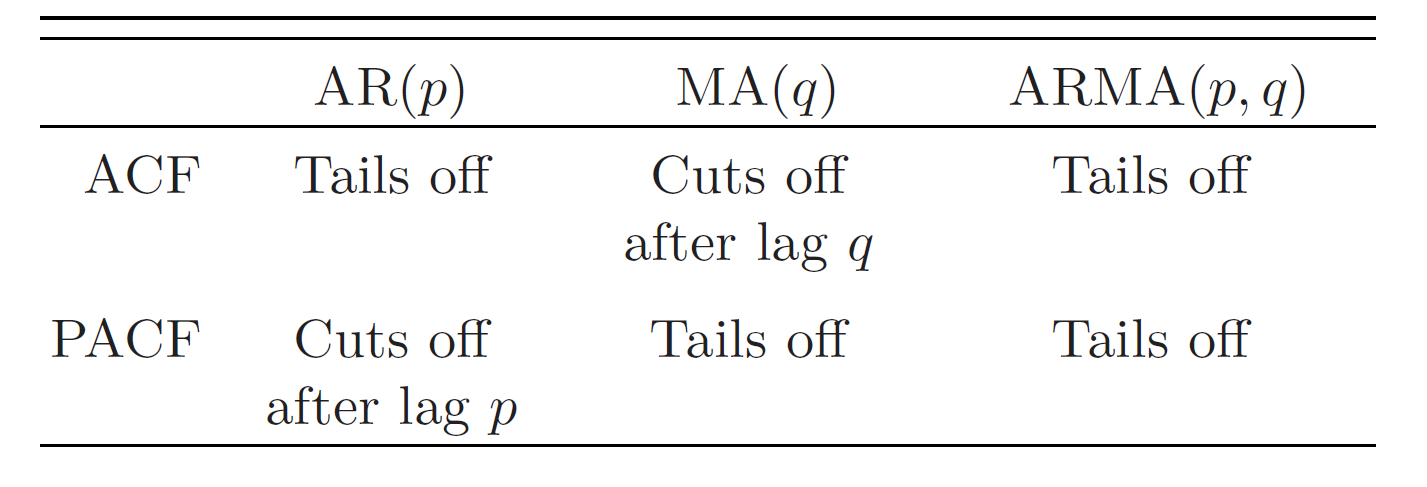 AR(p) MA(q) ARMA(p, q)
ACF Tails off Cuts off Tails off
after lag q
PACF Cuts off Tails off Tails off
after lag p